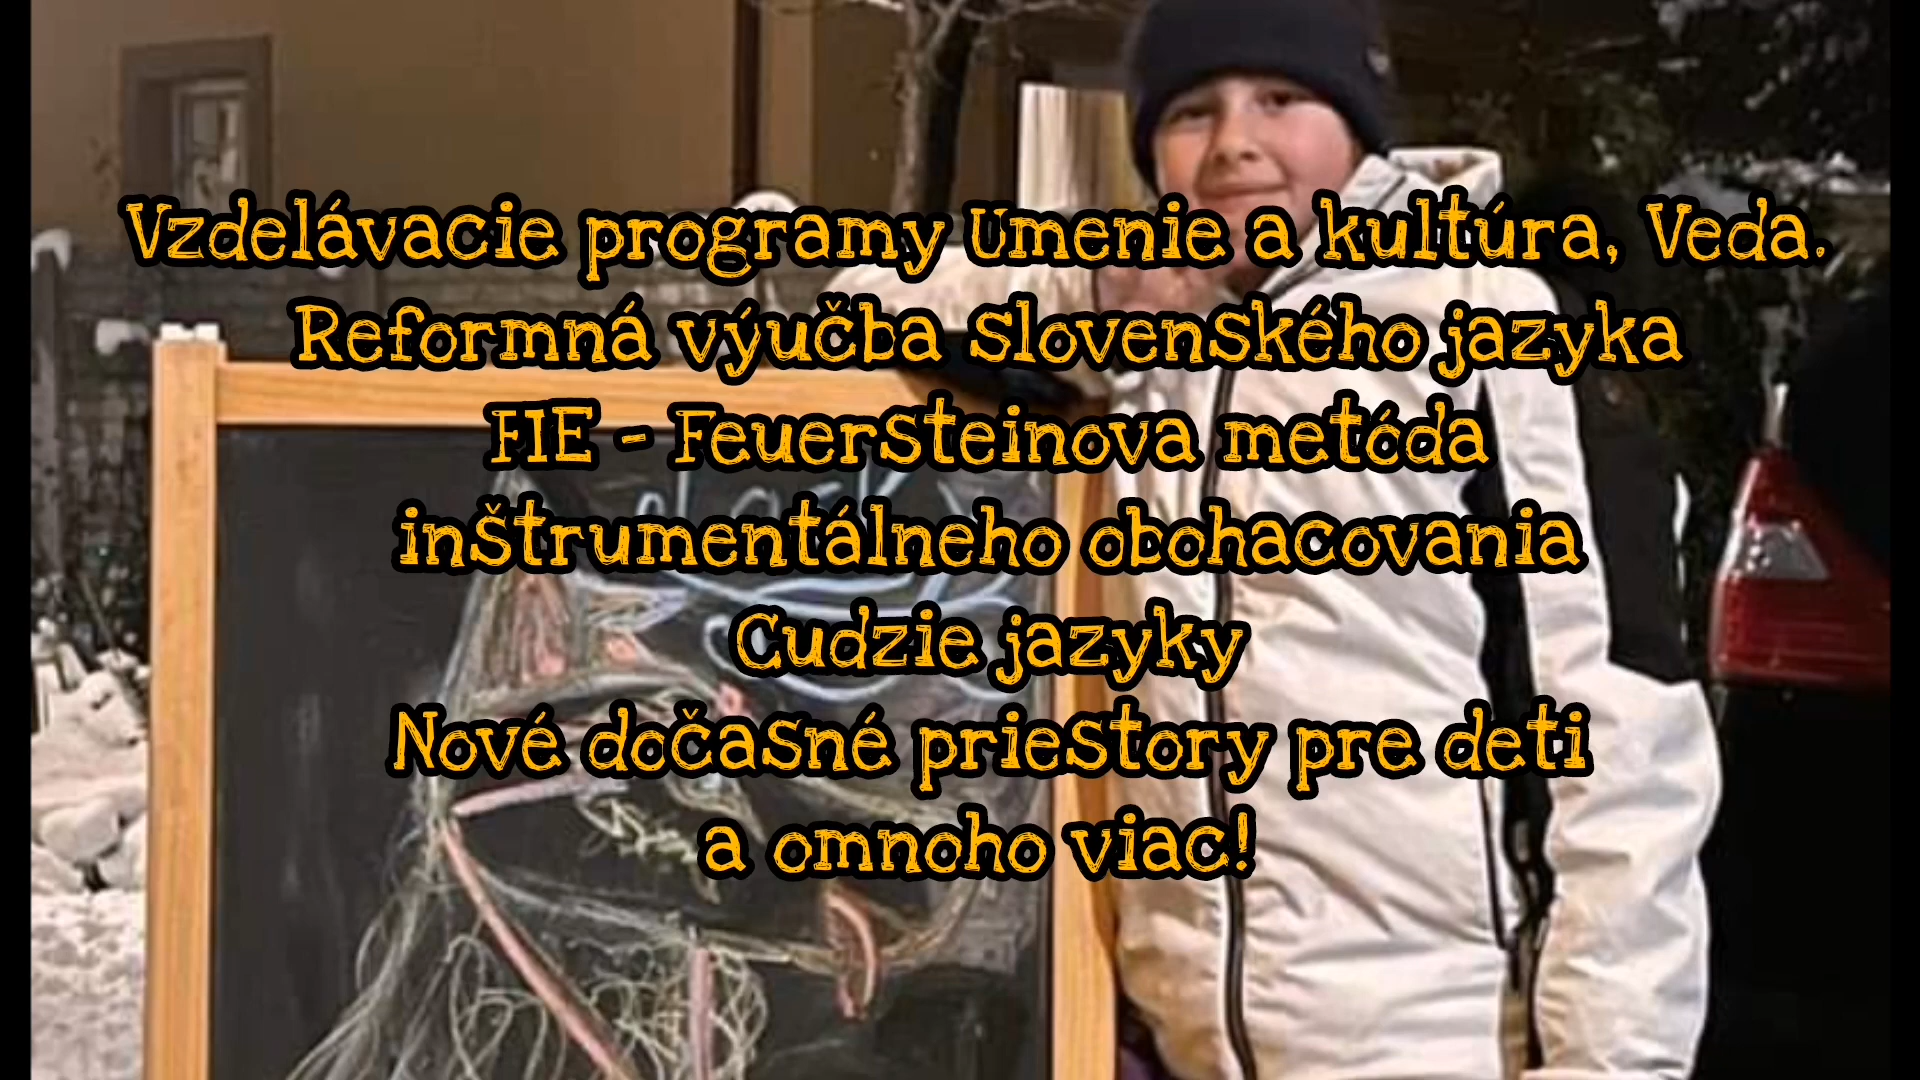 Vzdelávacie programy Umenie a kultúra, Veda.
Reformná výučba slovenského jazyka
FIE - Feuersteinova metóda
inštrumentálneho obohacovania
Cudzie jazyky
Nové dočasné priestory pre deti
a omnoho viac!